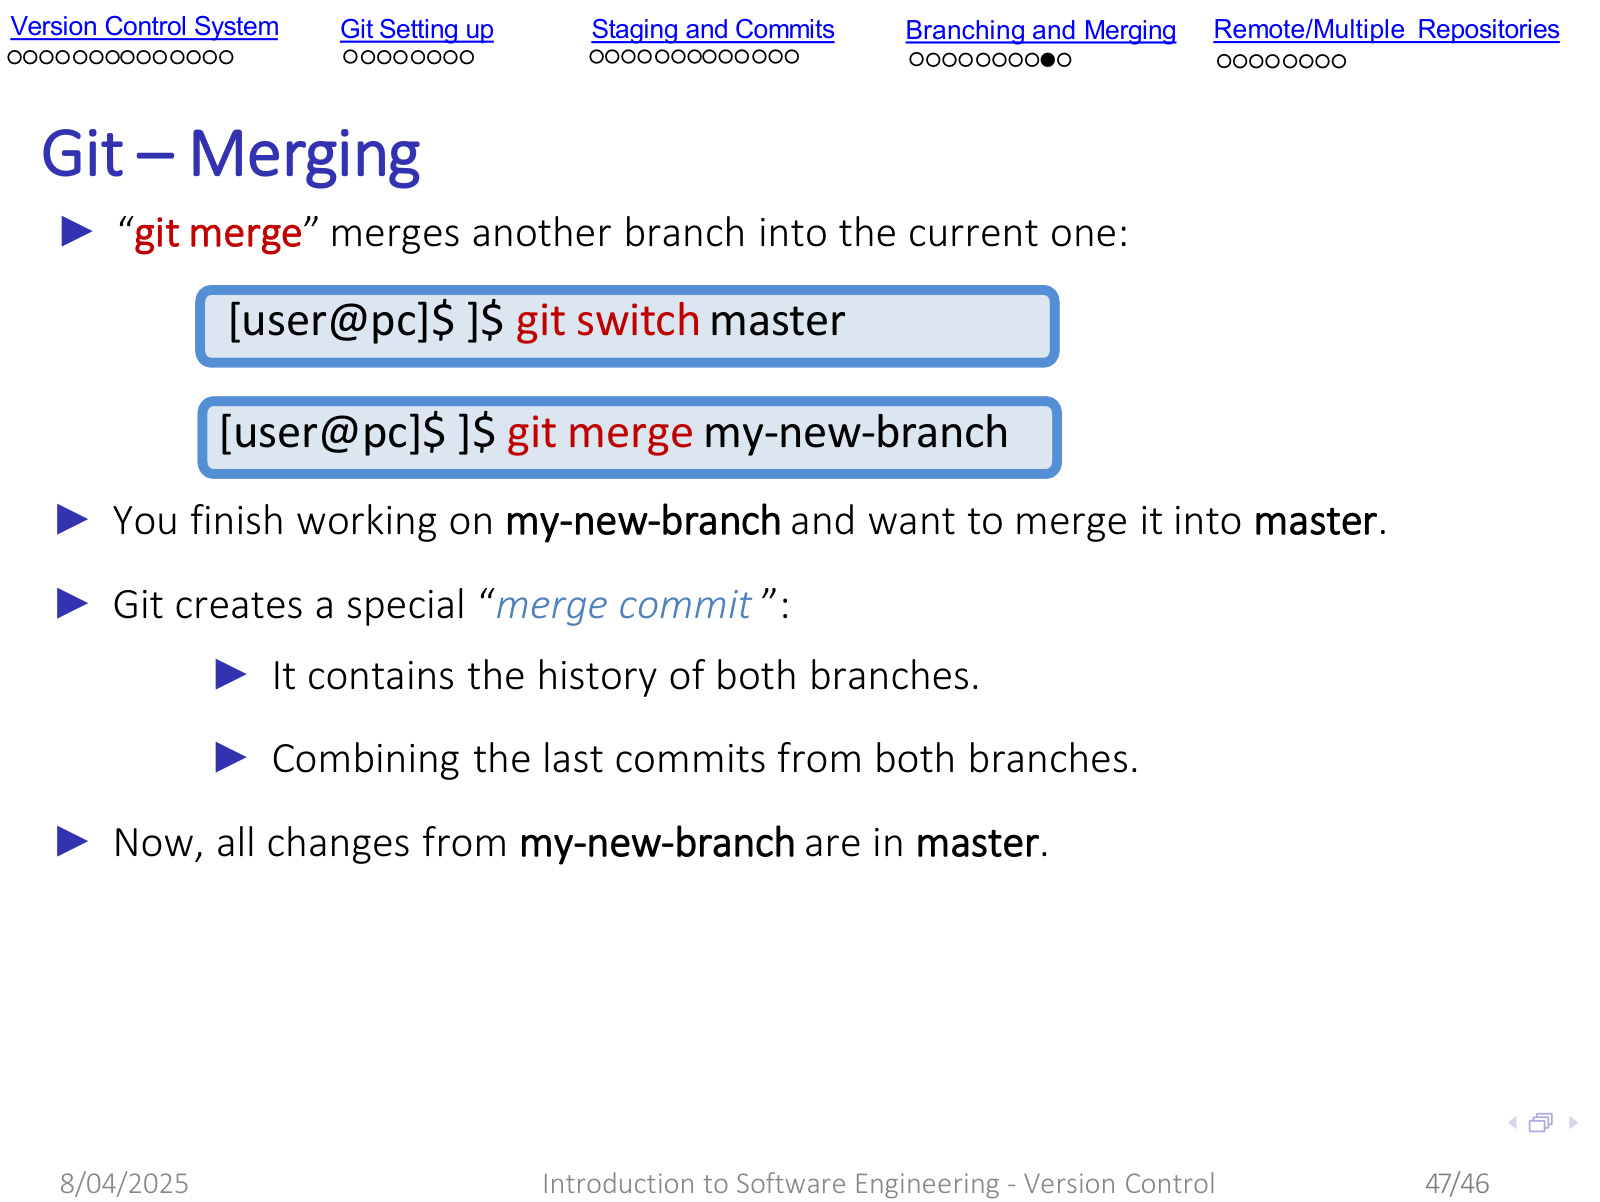 Version Control System Git Setting up Staging and Commits Branching and Merging Remote/Multiple Repositories
Git – Merging
“git merge” merges another branch into the current one:
[user@pc]$ ]$ git switch master
[user@pc]$ ]$ git merge my-new-branch
You finish working on my-new-branch and want to merge it into master.
Git creates a special “merge commit ”:
It contains the history of both branches.
Combining the last commits from both branches.
Now, all changes from my-new-branch are in master.
8/04/2025 Introduction to Software Engineering - Version Control 47/46